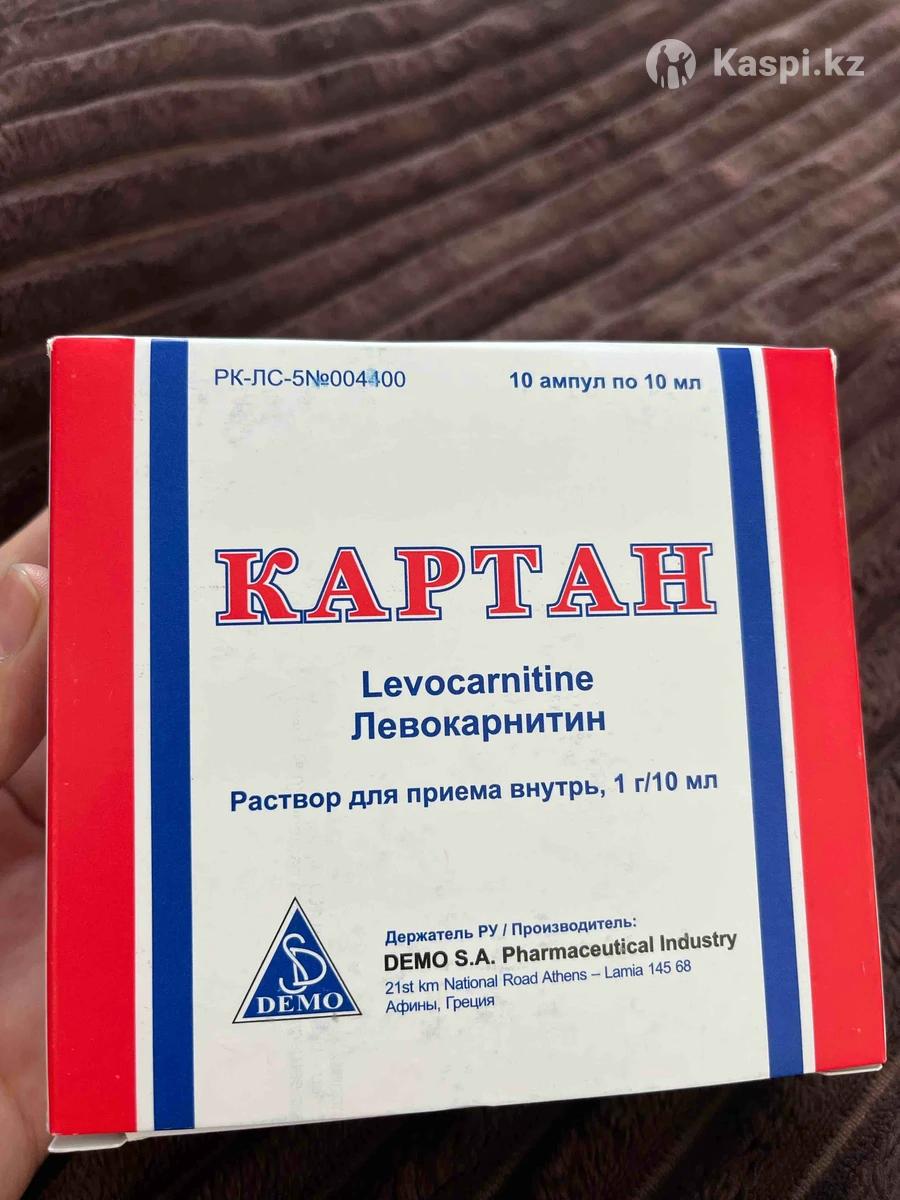 Kaspi.kz
РК-ЛС-5№004400
10 ампул по 10 мл
КАРТАН
Levocarnitine
Левокарнитин
Раствор для приема внутрь, 1 г/10 мл
Держатель РУ / Производитель:
DEMO S.A. Pharmaceutical Industry
21st km National Road Athens – Lamia 145 68
Афины, Греция
SD
DEMO